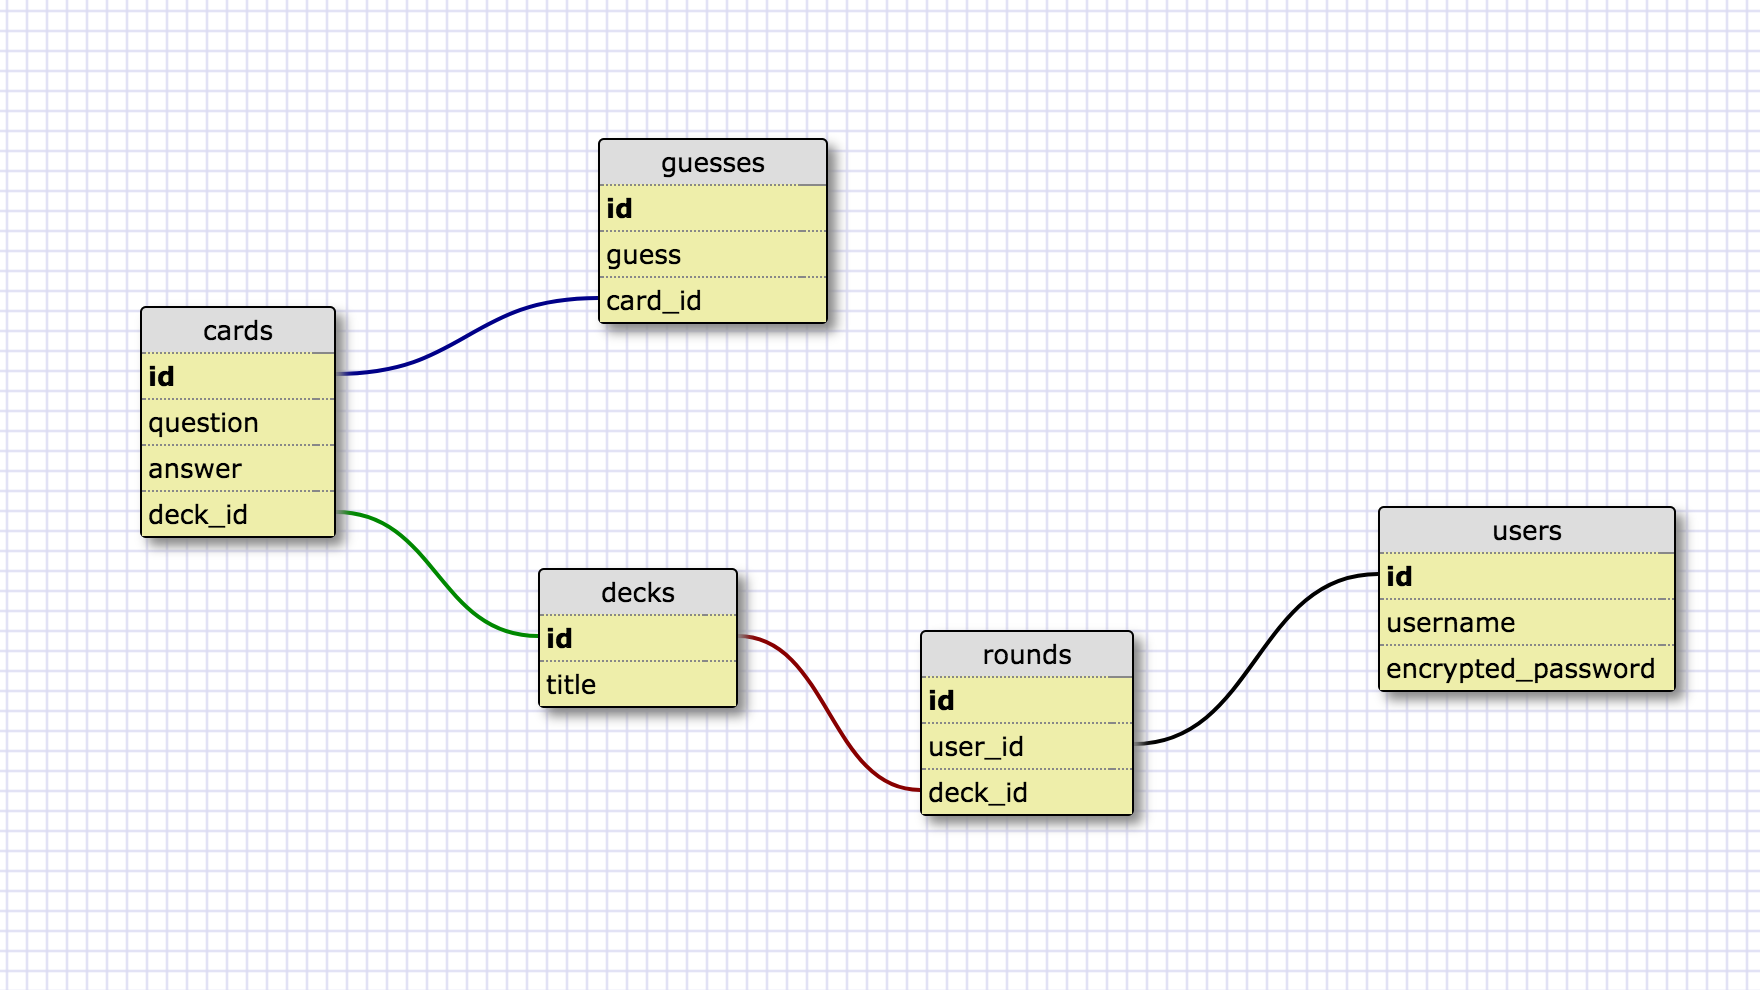 guesses
id
guess
card_id
cards
id
question
answer
deck_id
decks
id
title
rounds
id
user_id
deck_id
users
id
username
encrypted_password